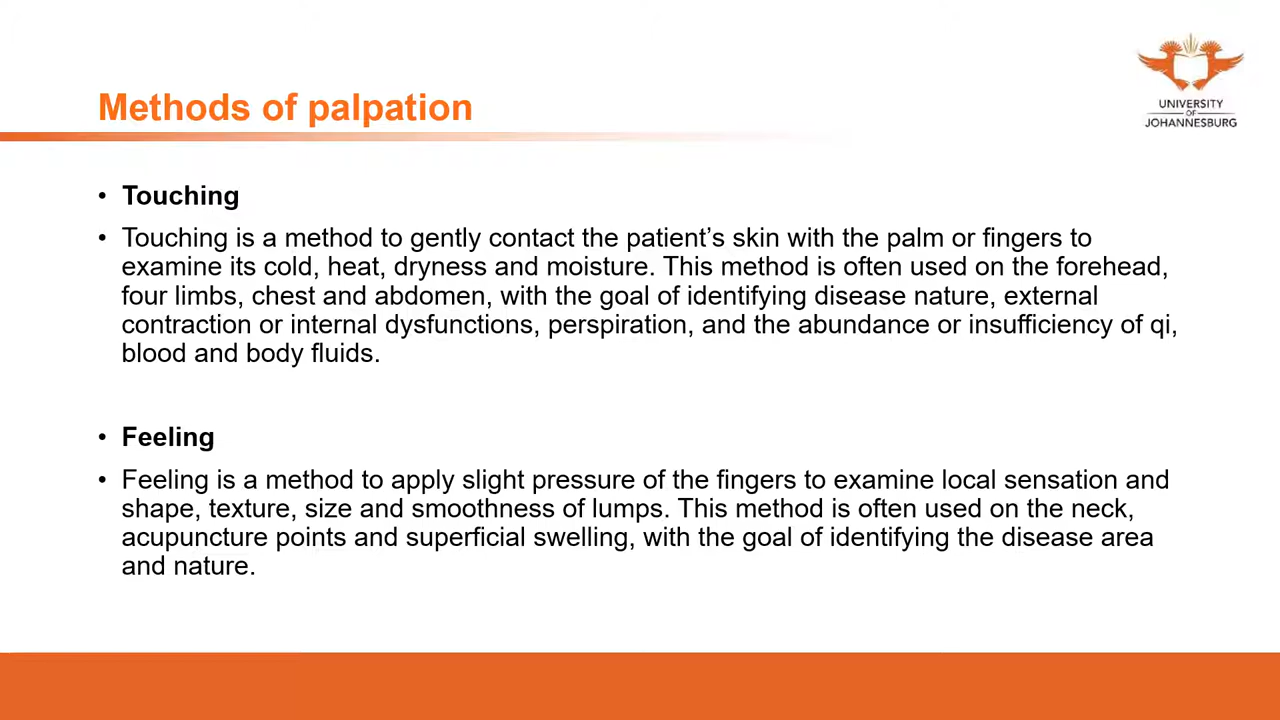 UNIVERSITY
OF
JOHANNESBURG
Methods of palpation
• Touching
• Touching is a method to gently contact the patient’s skin with the palm or fingers to
examine its cold, heat, dryness and moisture. This method is often used on the forehead,
four limbs, chest and abdomen, with the goal of identifying disease nature, external
contraction or internal dysfunctions, perspiration, and the abundance or insufficiency of qi,
blood and body fluids.
• Feeling
• Feeling is a method to apply slight pressure of the fingers to examine local sensation and
shape, texture, size and smoothness of lumps. This method is often used on the neck,
acupuncture points and superficial swelling, with the goal of identifying the disease area
and nature.